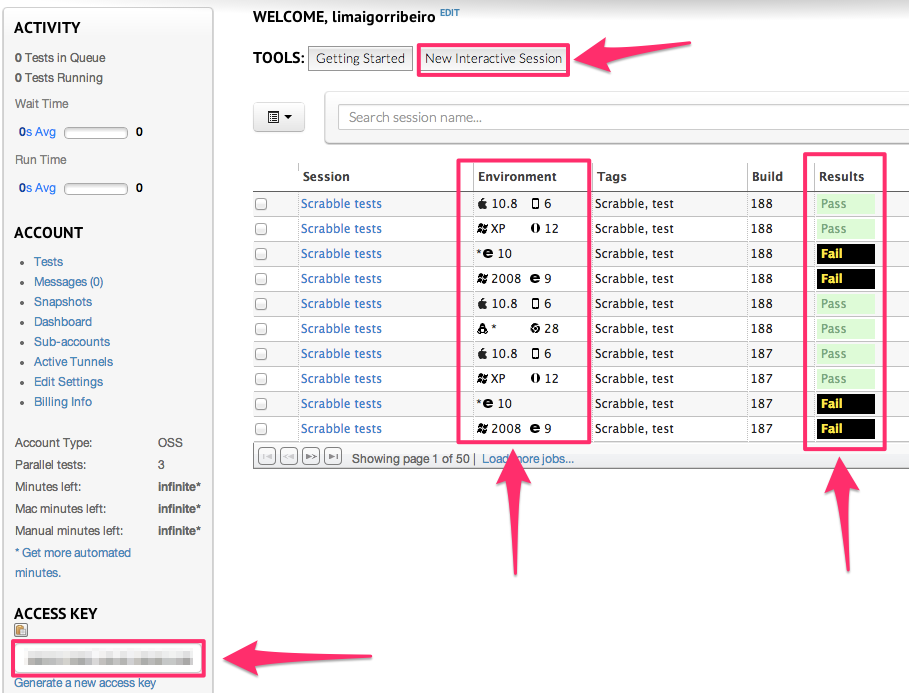 ACTIVITY
0 Tests in Queue
0 Tests Running
Wait Time
0s Avg 0
Run Time
0s Avg 0
ACCOUNT
Tests
Messages (0)
Snapshots
Dashboard
Sub-accounts
Active Tunnels
Edit Settings
Billing Info
Account Type: OSS
Parallel tests: 3
Minutes left: infinite*
Mac minutes left: infinite*
Manual minutes left: infinite*
* Get more automated
minutes.
ACCESS KEY
Generate a new access key
WELCOME, limaigorribeiro EDIT
TOOLS: Getting Started New Interactive Session
Search session name...
Session Environment Tags Build Results
Scrabble tests 10.8 6 Scrabble, test 188 Pass
Scrabble tests XP 12 Scrabble, test 188 Pass
Scrabble tests * 10 Scrabble, test 188 Fail
Scrabble tests 2008 9 Scrabble, test 188 Fail
Scrabble tests 10.8 6 Scrabble, test 188 Pass
Scrabble tests * 28 Scrabble, test 188 Pass
Scrabble tests 10.8 6 Scrabble, test 187 Pass
Scrabble tests XP 12 Scrabble, test 187 Pass
Scrabble tests * 10 Scrabble, test 187 Fail
Scrabble tests 2008 9 Scrabble, test 187 Fail
Showing page 1 of 50 | Load more jobs...